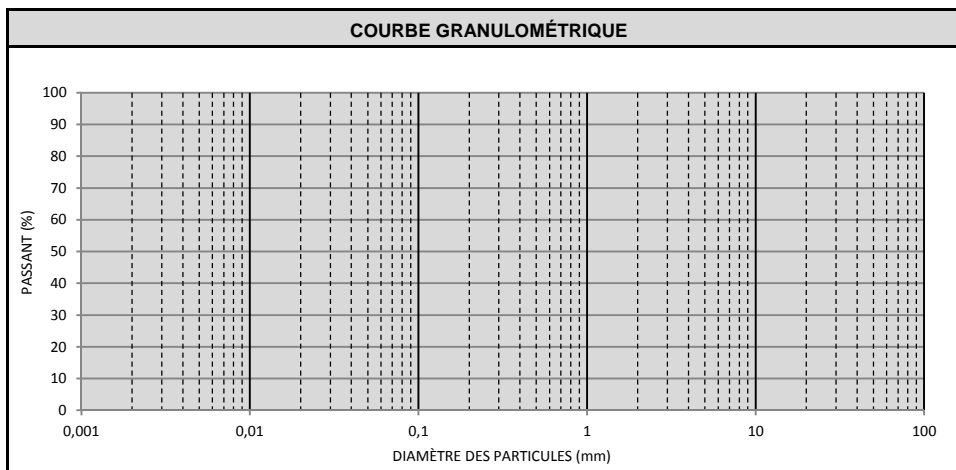 COURBE GRANULOMÉTRIQUE
100
90
80
70
60
50
40
30
20
10
0
PASSANT (%)
0,001 0,01 0,1 1 10 100
DIAMÈTRE DES PARTICULES (mm)